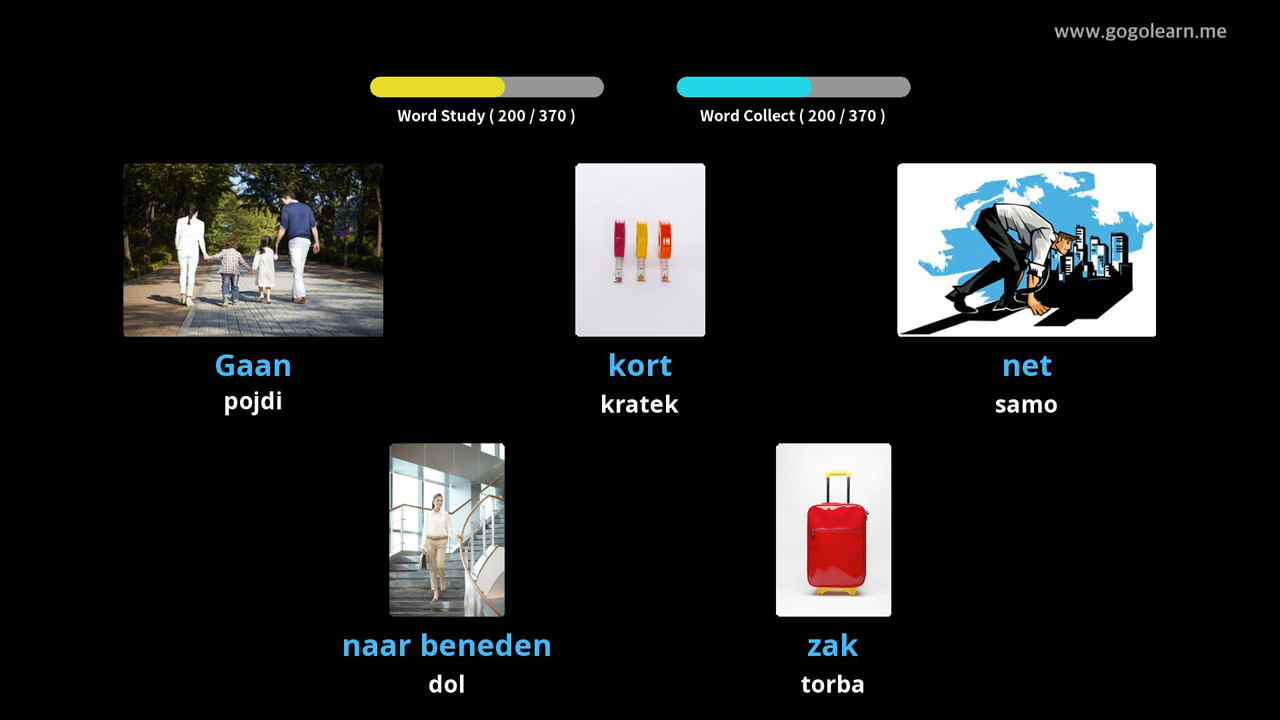 www.gogolearn.me
Word Study ( 200 / 370 )
Word Collect ( 200 / 370 )
Gaan
pojdi
kort
kratek
net
samo
naar beneden
dol
zak
torba